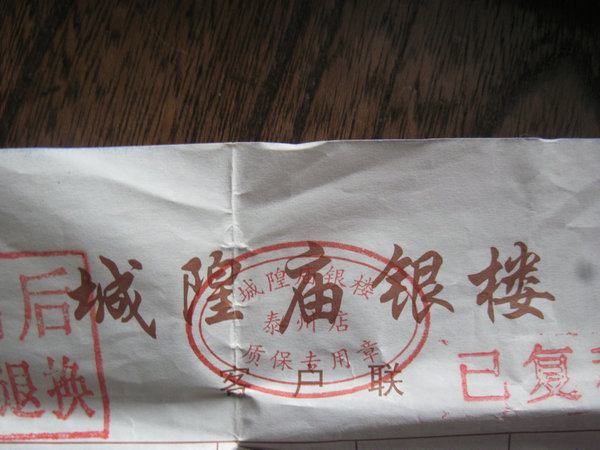 城隍庙银楼
客户联
城隍庙银楼
泰州店
质保专用章
后
退换
已复